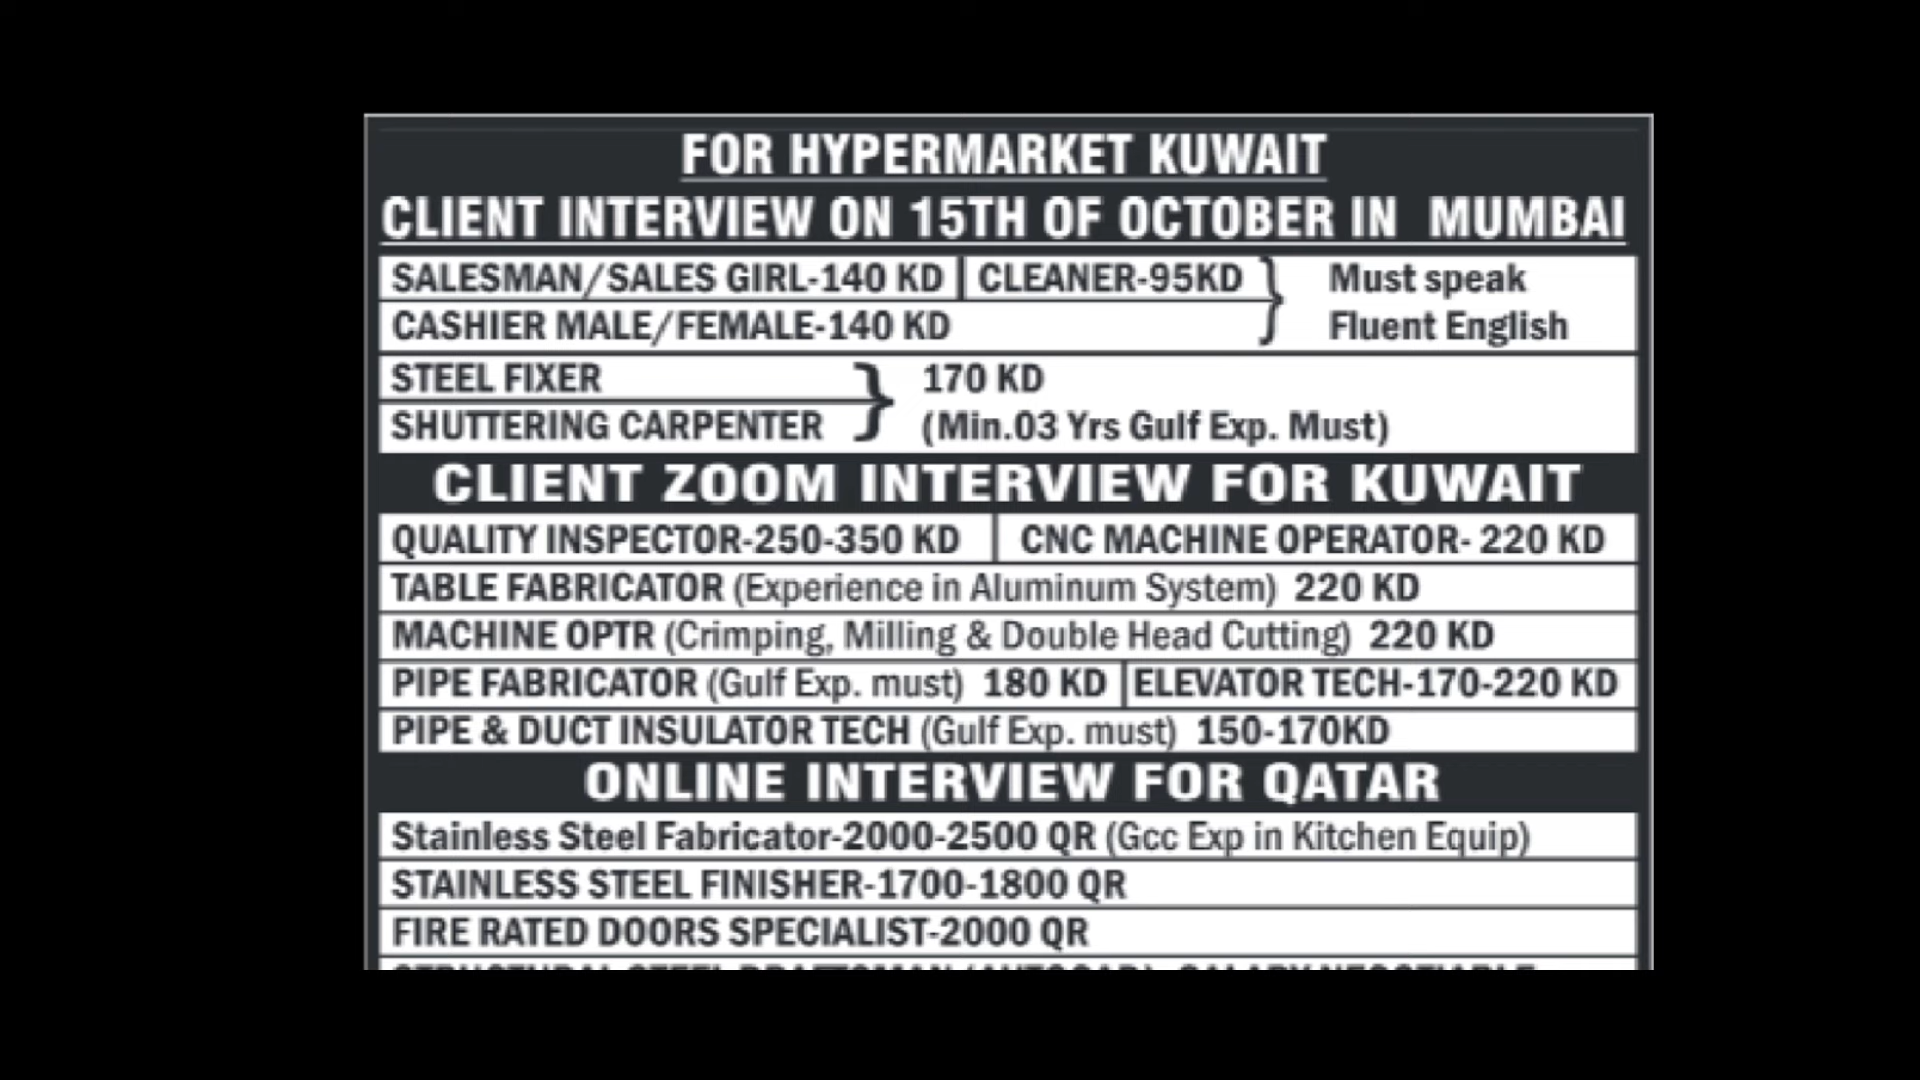 FOR HYPERMARKET KUWAIT
CLIENT INTERVIEW ON 15TH OF OCTOBER IN MUMBAI
SALESMAN/SALES GIRL-140 KD CLEANER-95KD Must speak
CASHIER MALE/FEMALE-140 KD Fluent English
STEEL FIXER 170 KD
SHUTTERING CARPENTER (Min.03 Yrs Gulf Exp. Must)
CLIENT ZOOM INTERVIEW FOR KUWAIT
QUALITY INSPECTOR-250-350 KD CNC MACHINE OPERATOR- 220 KD
TABLE FABRICATOR (Experience in Aluminum System) 220 KD
MACHINE OPTR (Crimping, Milling & Double Head Cutting) 220 KD
PIPE FABRICATOR (Gulf Exp. must) 180 KD ELEVATOR TECH-170-220 KD
PIPE & DUCT INSULATOR TECH (Gulf Exp. must) 150-170KD
ONLINE INTERVIEW FOR QATAR
Stainless Steel Fabricator-2000-2500 QR (Gcc Exp in Kitchen Equip)
STAINLESS STEEL FINISHER-1700-1800 QR
FIRE RATED DOORS SPECIALIST-2000 QR